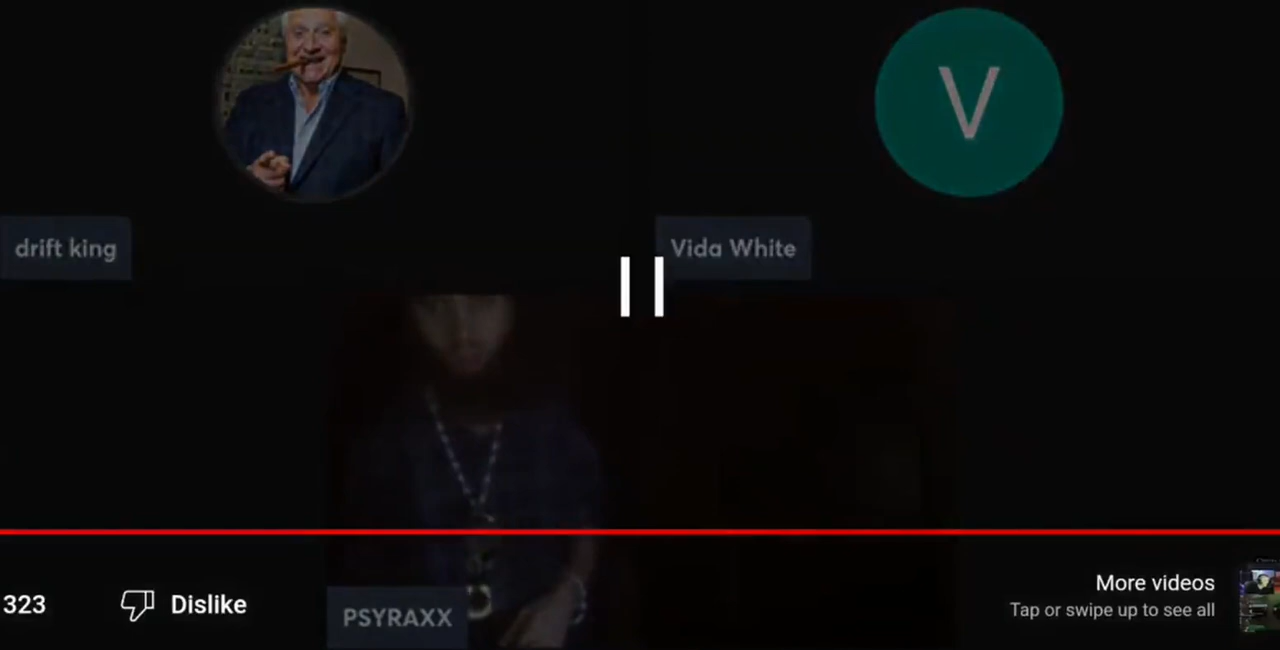 V
drift king
Vida White
PSYRAXX
323
Dislike
More videos
Tap or swipe up to see all